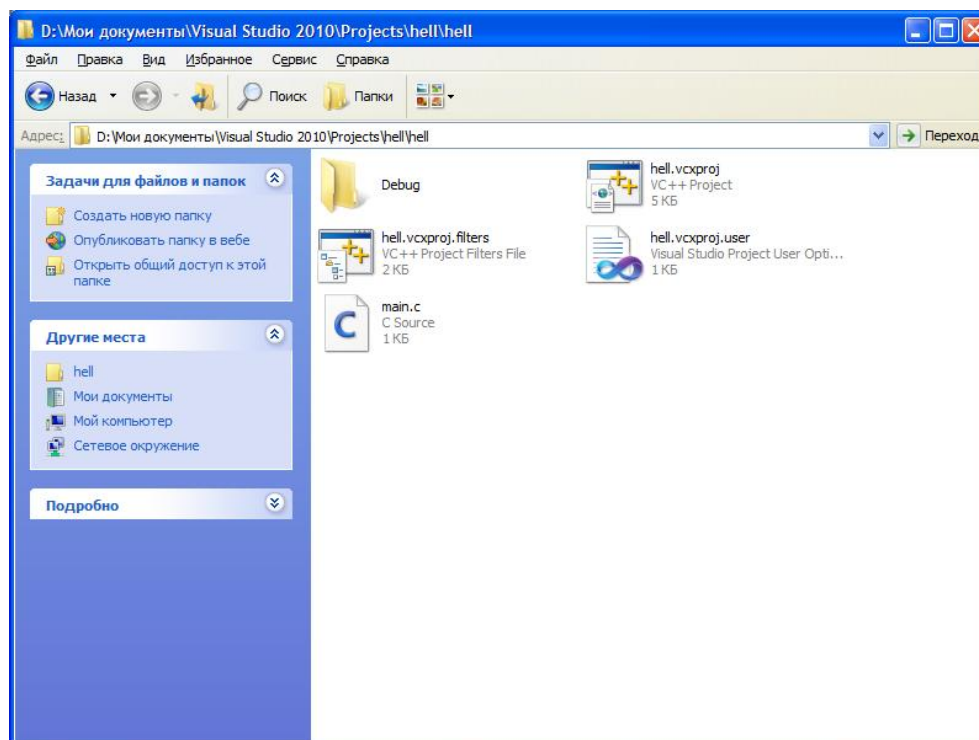 D:\Мои документы\Visual Studio 2010\Projects\hell\hell
Файл Правка Вид Избранное Сервис Справка
Назад Поиск Папки
Адрес: D:\Мои документы\Visual Studio 2010\Projects\hell\hell Переход
Задачи для файлов и папок
Создать новую папку
Опубликовать папку в вебе
Открыть общий доступ к этой
папке
Другие места
hell
Мои документы
Мой компьютер
Сетевое окружение
Подробно
Debug
hell.vcxproj
VC++ Project
5 КБ
hell.vcxproj.filters
VC++ Project Filters File
2 КБ
hell.vcxproj.user
Visual Studio Project User Opti...
1 КБ
main.c
C Source
1 КБ